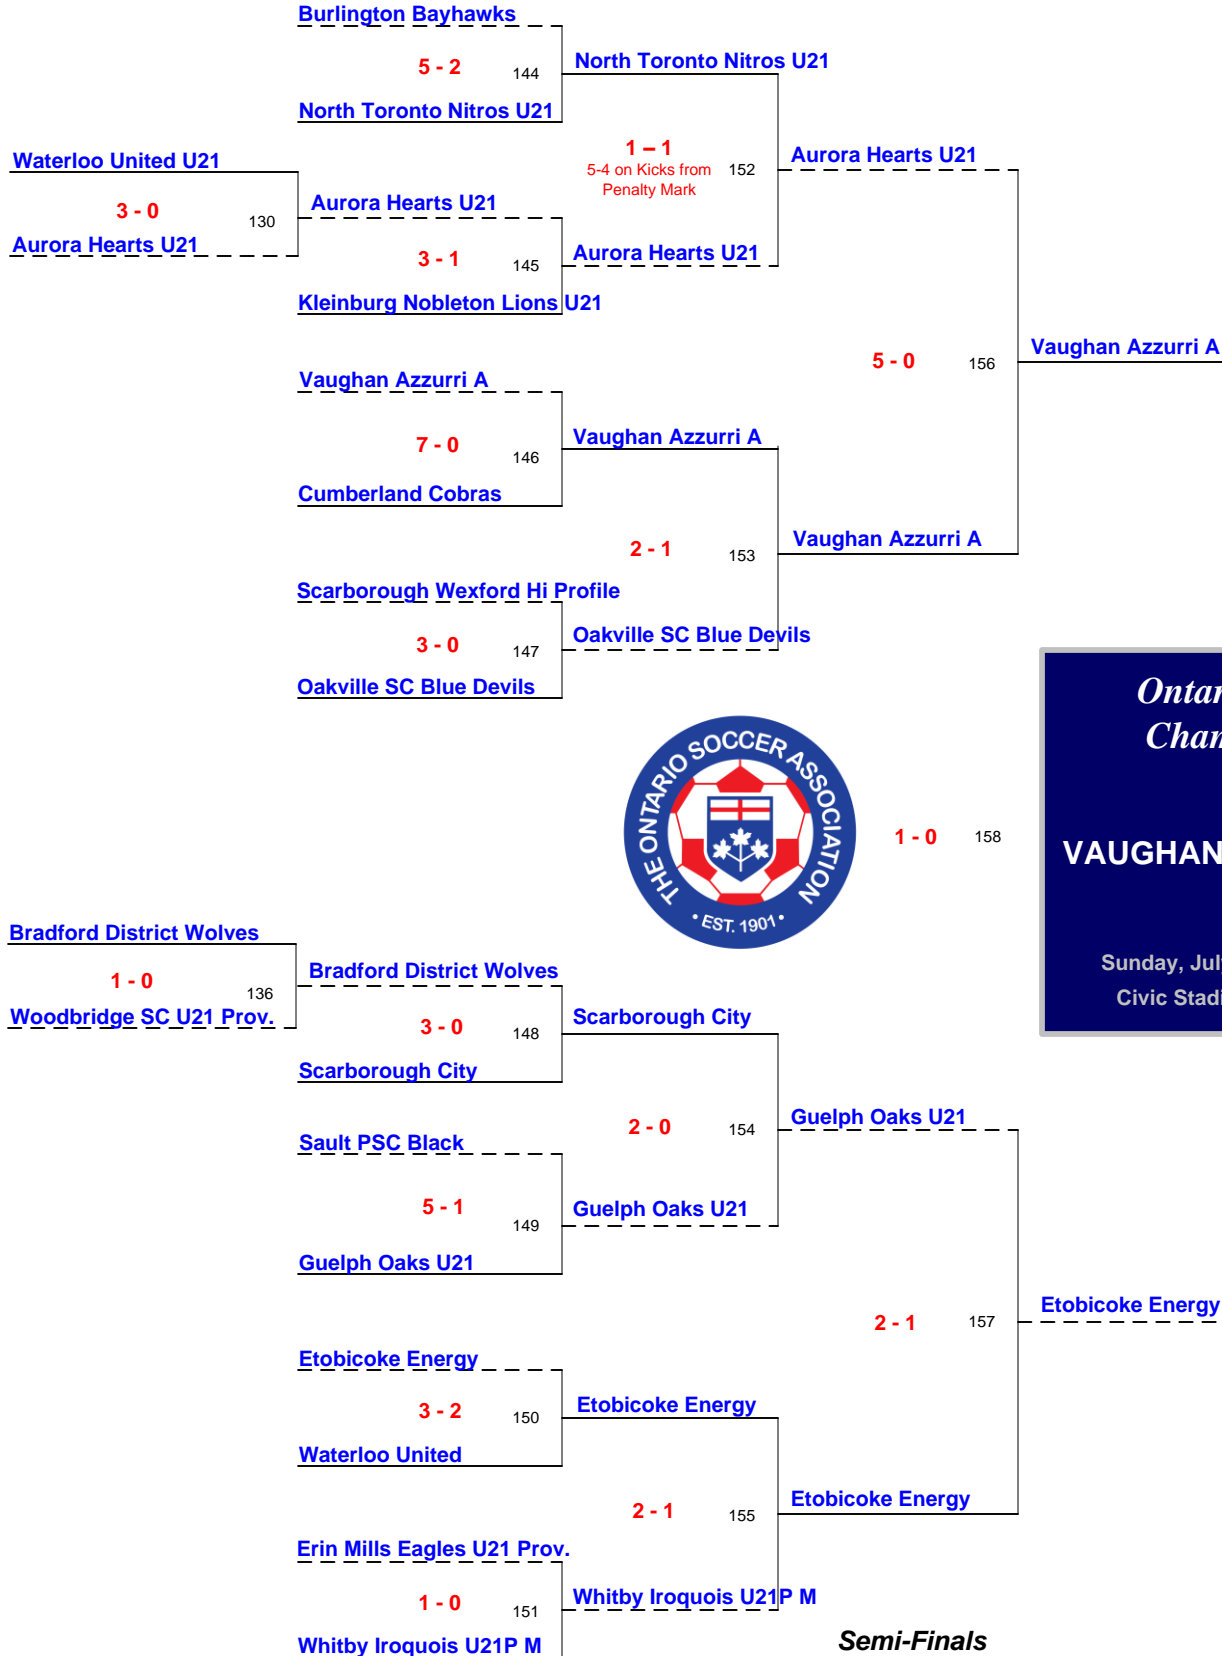 Burlington Bayhawks
5 - 2
144
North Toronto Nitros U21
North Toronto Nitros U21
Waterloo United U21
3 - 0
130
Aurora Hearts U21
Aurora Hearts U21
3 - 1
145
Kleinburg Nobleton Lions U21
1 – 1
5-4 on Kicks from
Penalty Mark
152
Aurora Hearts U21
Aurora Hearts U21
5 - 0
156
Vaughan Azzurri A
Vaughan Azzurri A
7 - 0
146
Cumberland Cobras
Vaughan Azzurri A
2 - 1
153
Vaughan Azzurri A
Scarborough Wexford Hi Profile
3 - 0
147
Oakville SC Blue Devils
Oakville SC Blue Devils
THE ONTARIO SOCCER ASSOCIATION
• EST. 1901 •
1 - 0
158
Ontar
Cham
VAUGHAN
Sunday, July
Civic Stadi
Bradford District Wolves
1 - 0
136
Woodbridge SC U21 Prov.
Bradford District Wolves
3 - 0
148
Scarborough City
Scarborough City
2 - 0
154
Guelph Oaks U21
Sault PSC Black
5 - 1
149
Guelph Oaks U21
Guelph Oaks U21
2 - 1
157
Etobicoke Energy
Etobicoke Energy
3 - 2
150
Waterloo United
Etobicoke Energy
2 - 1
155
Etobicoke Energy
Erin Mills Eagles U21 Prov.
1 - 0
151
Whitby Iroquois U21P M
Whitby Iroquois U21P M
Semi-Finals